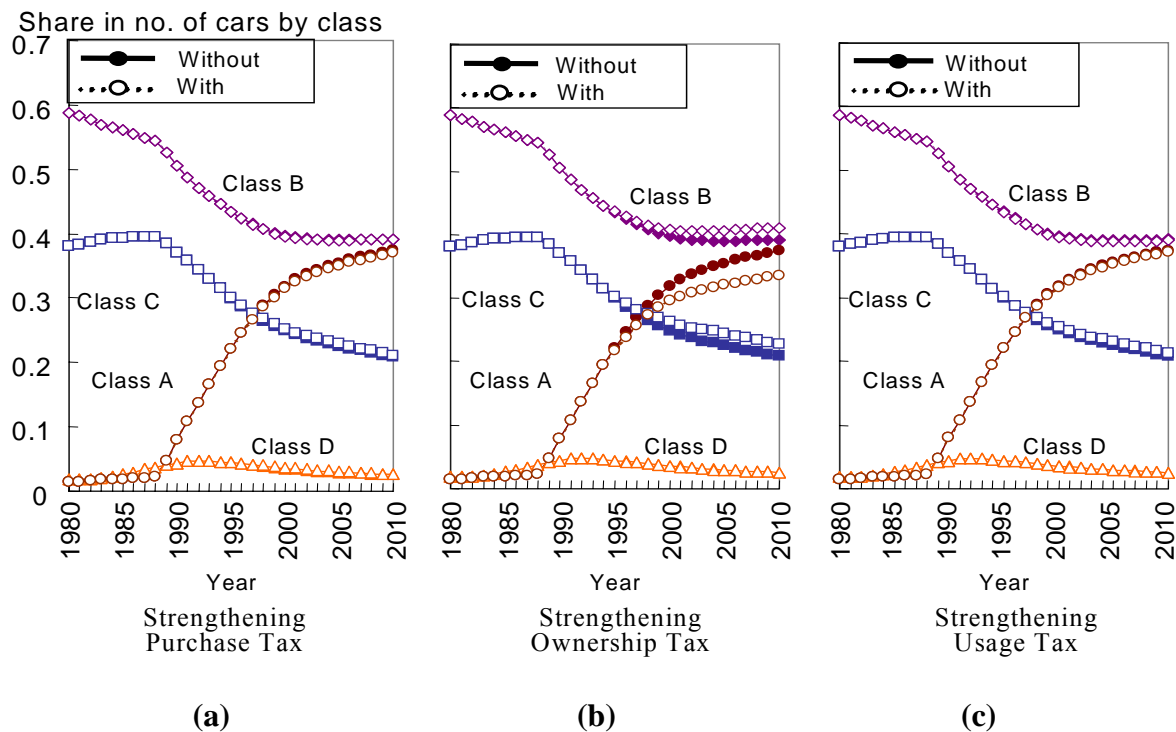 Share in no. of cars by class
0.7
0.6
0.5
0.4
0.3
0.2
0.1
0
Without
With
Class B
Class C
Class A
Class D
1980
1985
1990
1995
2000
2005
2010
Year
Strengthening
Purchase Tax
(a)
Without
With
Class B
Class C
Class A
Class D
1980
1985
1990
1995
2000
2005
2010
Year
Strengthening
Ownership Tax
(b)
Without
With
Class B
Class C
Class A
Class D
1980
1985
1990
1995
2000
2005
2010
Year
Strengthening
Usage Tax
(c)